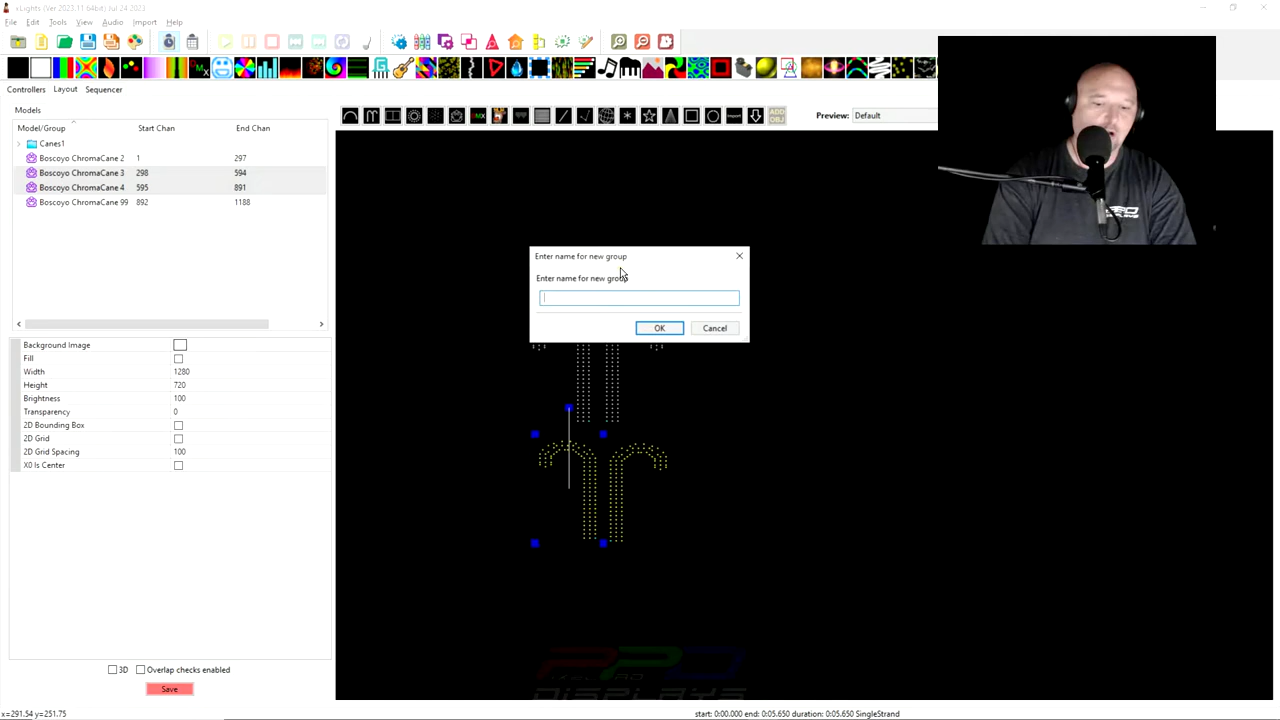 xLights (Ver 2023.11 64bit) Jul 24 2023
File Edit Tools View Audio Import Help
Controllers Layout Sequencer
Models
Model/Group Start Chan End Chan
Canes1
Boscoyo ChromaCane 2 1 297
Boscoyo ChromaCane 3 298 594
Boscoyo ChromaCane 4 595 891
Boscoyo ChromaCane 99 892 1188
Preview: Default
Enter name for new group
Enter name for new group
OK Cancel
Background Image
Fill
Width 1280
Height 720
Brightness 100
Transparency 0
2D Bounding Box
2D Grid
2D Grid Spacing 100
X0 Is Center
3D Overlap checks enabled
Save
DISPLAYS
x=291.54 y=251.75 start: 0:00.000 end: 0:05.650 duration: 0:05.650 SingleStrand